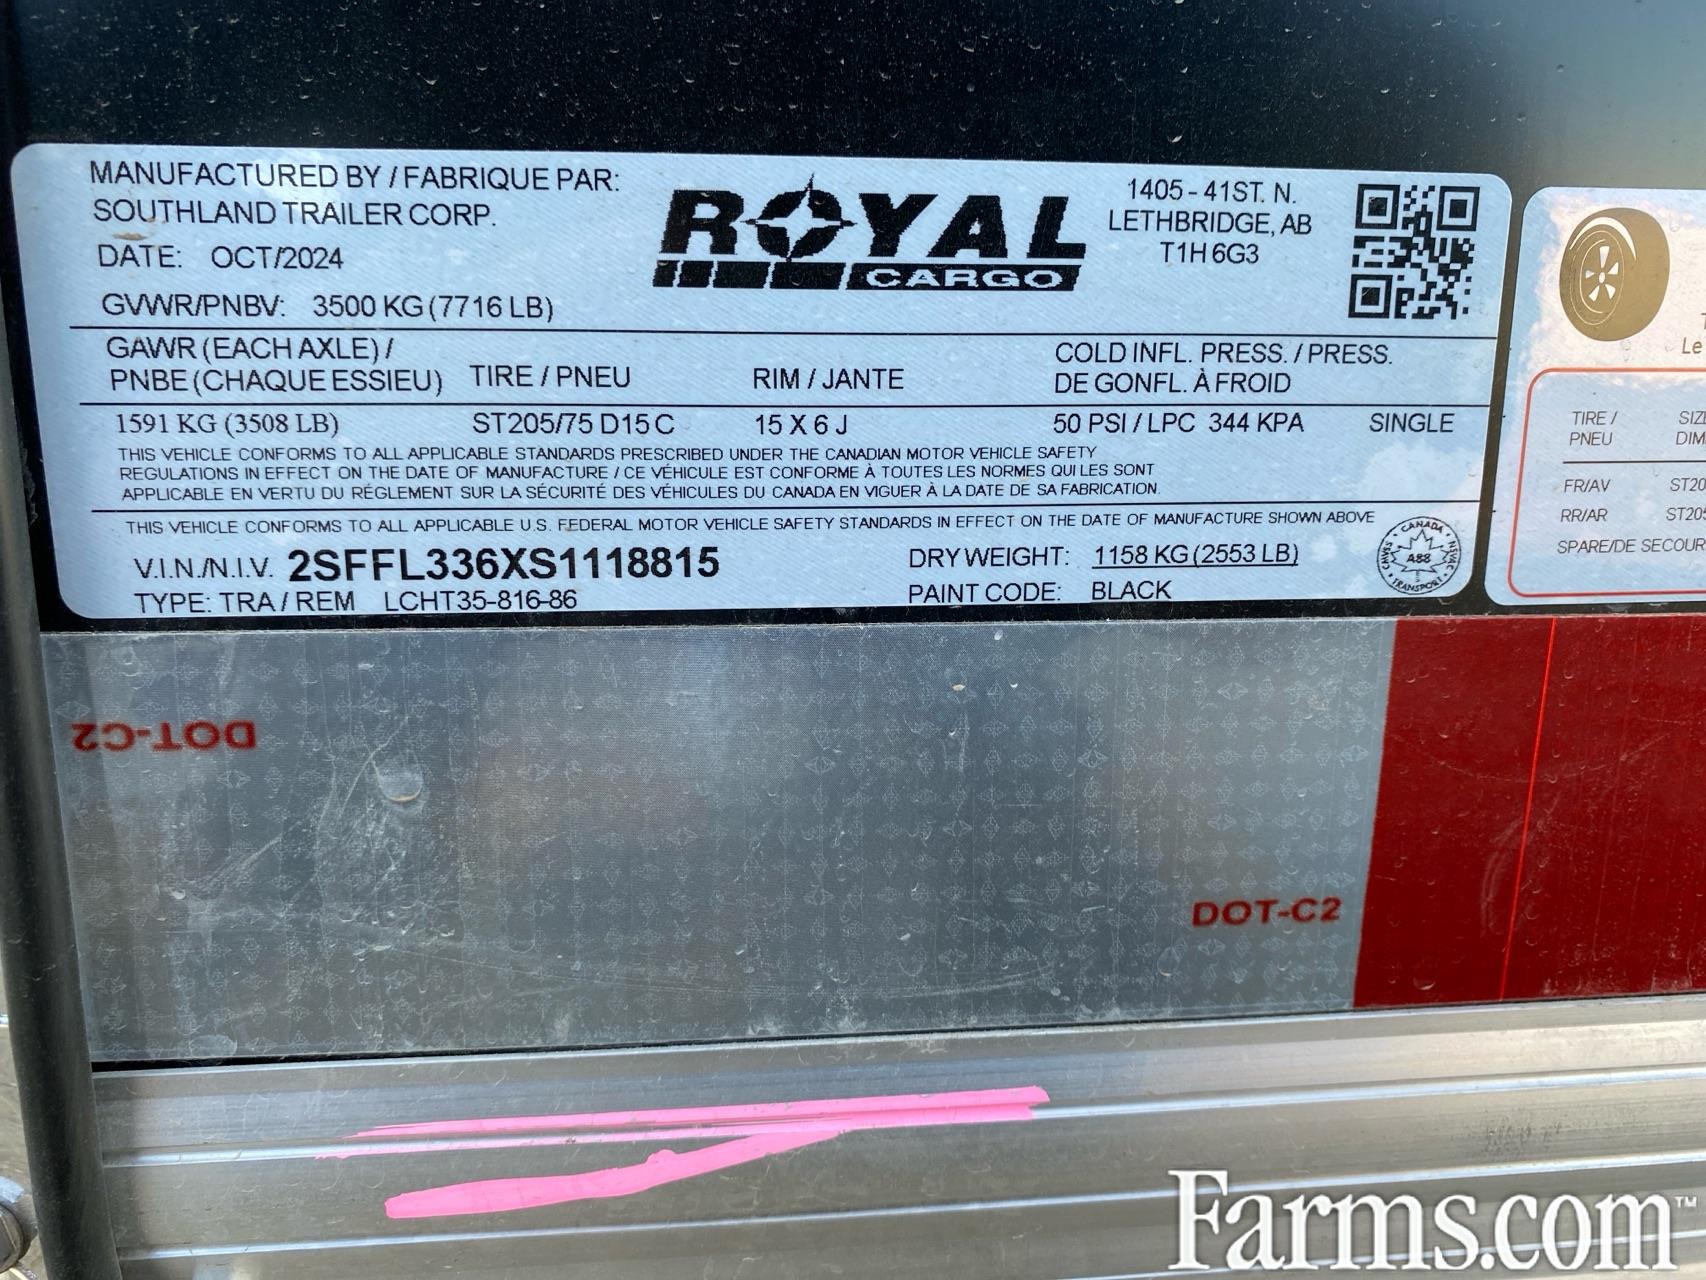 MANUFACTURED BY / FABRIQUE PAR:
SOUTHLAND TRAILER CORP.
DATE: OCT/2024
GVWR/PNBV: 3500 KG (7716 LB)
ROYAL
CARGO
1405 - 41ST. N.
LETHBRIDGE, AB
T1H 6G3
GAWR (EACH AXLE) /
PNBE (CHAQUE ESSIEU)
TIRE / PNEU
RIM / JANTE
COLD INFL. PRESS. / PRESS.
DE GONFL. À FROID
1591 KG (3508 LB) ST205/75 D15 C 15 X 6 J 50 PSI / LPC 344 KPA SINGLE
THIS VEHICLE CONFORMS TO ALL APPLICABLE STANDARDS PRESCRIBED UNDER THE CANADIAN MOTOR VEHICLE SAFETY
REGULATIONS IN EFFECT ON THE DATE OF MANUFACTURE / CE VÉHICULE EST CONFORME À TOUTES LES NORMES QUI LES SONT
APPLICABLE EN VERTU DU RÉGLEMENT SUR LA SÉCURITÉ DES VÉHICULES DU CANADA EN VIGUER À LA DATE DE SA FABRICATION.
THIS VEHICLE CONFORMS TO ALL APPLICABLE U.S. FEDERAL MOTOR VEHICLE SAFETY STANDARDS IN EFFECT ON THE DATE OF MANUFACTURE SHOWN ABOVE
V.I.N./N.I.V. 2SFFL336XS1118815
TYPE: TRA / REM LCHT35-816-86
DRY WEIGHT: 1158 KG (2553 LB)
PAINT CODE: BLACK
CANADA
A88
TRANSPORT
Le
TIRE /
PNEU
FR/AV
RR/AR
SPARE/DE
DOT-C2
DOT-C2
Farms.com™